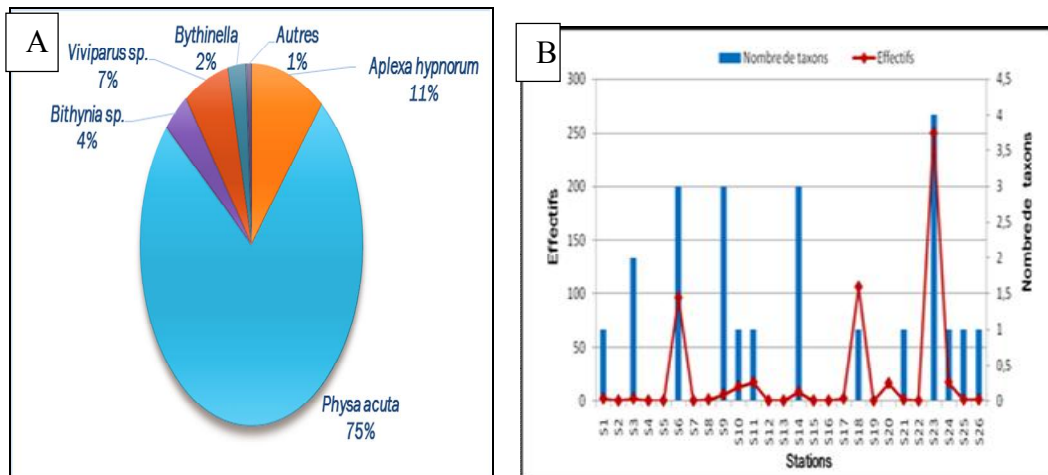 A
Viviparus sp.
7%
Bythinella
2%
Autres
1%
Aplexa hypnorum
11%
Bithynia sp.
4%
Physa acuta
75%
B
Nombre de taxons
Effectifs
300
250
200
150
100
50
0
Effectifs
4,5
4
3,5
3
2,5
2
1,5
1
0,5
0
Nombre de taxons
S1
S2
S3
S4
S5
S6
S7
S8
S9
S10
S11
S12
S13
S14
S15
S16
S17
S18
S19
S20
S21
S22
S23
S24
S25
S26
Stations